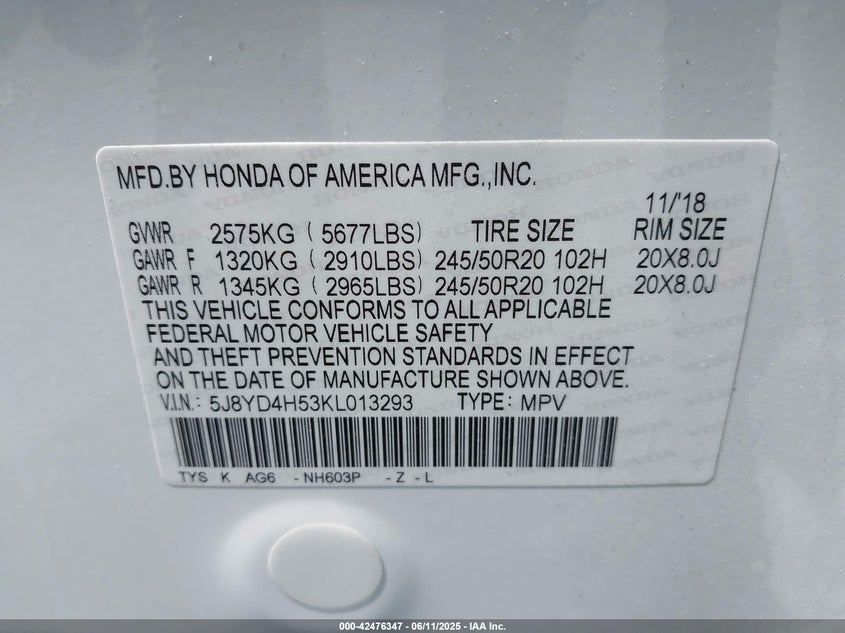 MFD.BY HONDA OF AMERICA MFG.,INC.
11/'18
GVWR 2575KG ( 5677LBS) TIRE SIZE RIM SIZE
GAWR F 1320KG ( 2910LBS) 245/50R20 102H 20X8.0J
GAWR R 1345KG ( 2965LBS) 245/50R20 102H 20X8.0J
THIS VEHICLE CONFORMS TO ALL APPLICABLE
FEDERAL MOTOR VEHICLE SAFETY
AND THEFT PREVENTION STANDARDS IN EFFECT
ON THE DATE OF MANUFACTURE SHOWN ABOVE.
V.I.N.: 5J8YD4H53KL013293 TYPE: MPV
TYS K AG6 - NH603P - Z - L
000-42476347 - 06/11/2025 - IAA Inc.